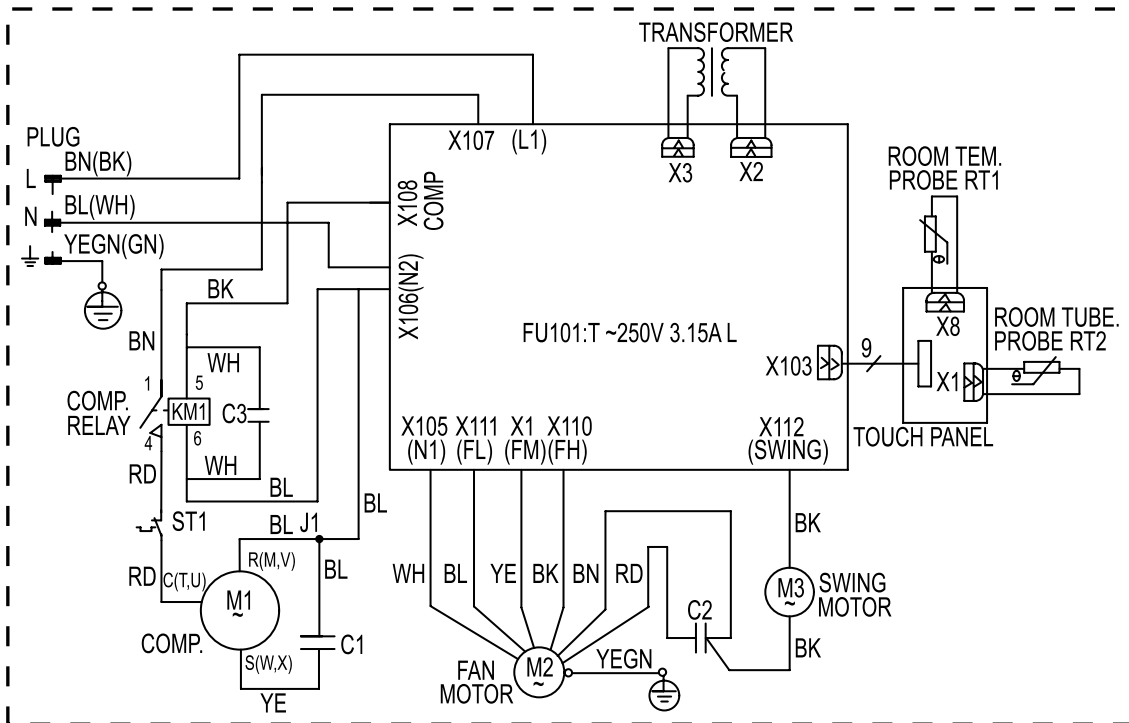 TRANSFORMER
PLUG
X107
(L1)
X3
X2
ROOM TEM.
PROBE RT1
L
BN(BK)
N
BL(WH)
YEGN(GN)
X108
COMP
X106(N2)
BK
FU101:T ~250V 3.15A L
X8
ROOM TUBE.
PROBE RT2
BN
WH
X103
9
X1
θ
θ
1
5
COMP.
RELAY
KM1
C3
4
6
X105
(N1)
X111
(FL)
X1
(FM)
X110
(FH)
X112
(SWING)
TOUCH PANEL
RD
WH
BL
ST1
BL
J1
BL
BK
RD
C(T,U)
R(M,V)
BL
WH
BL
YE
BK
BN
RD
M1
~
COMP.
C1
C2
M3
~
SWING
MOTOR
S(W,X)
YE
FAN
MOTOR
M2
~
YEGN
BK